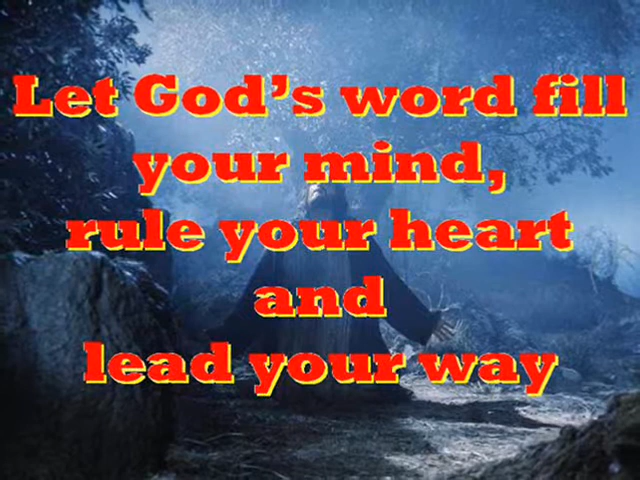 Let God’s word fill
your mind,
rule your heart
and
lead your way